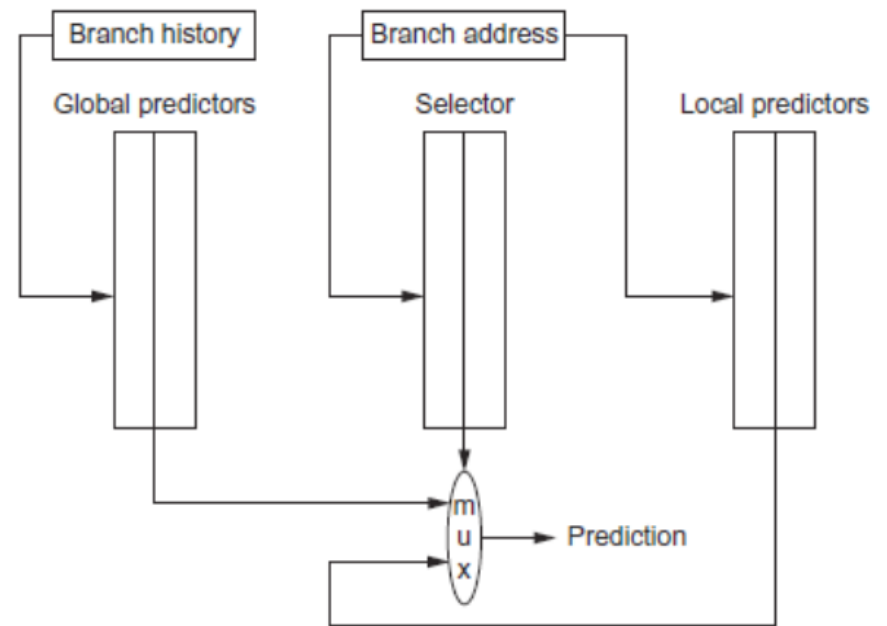 Branch history
Branch address
Global predictors
Selector
Local predictors
m
u
x
Prediction